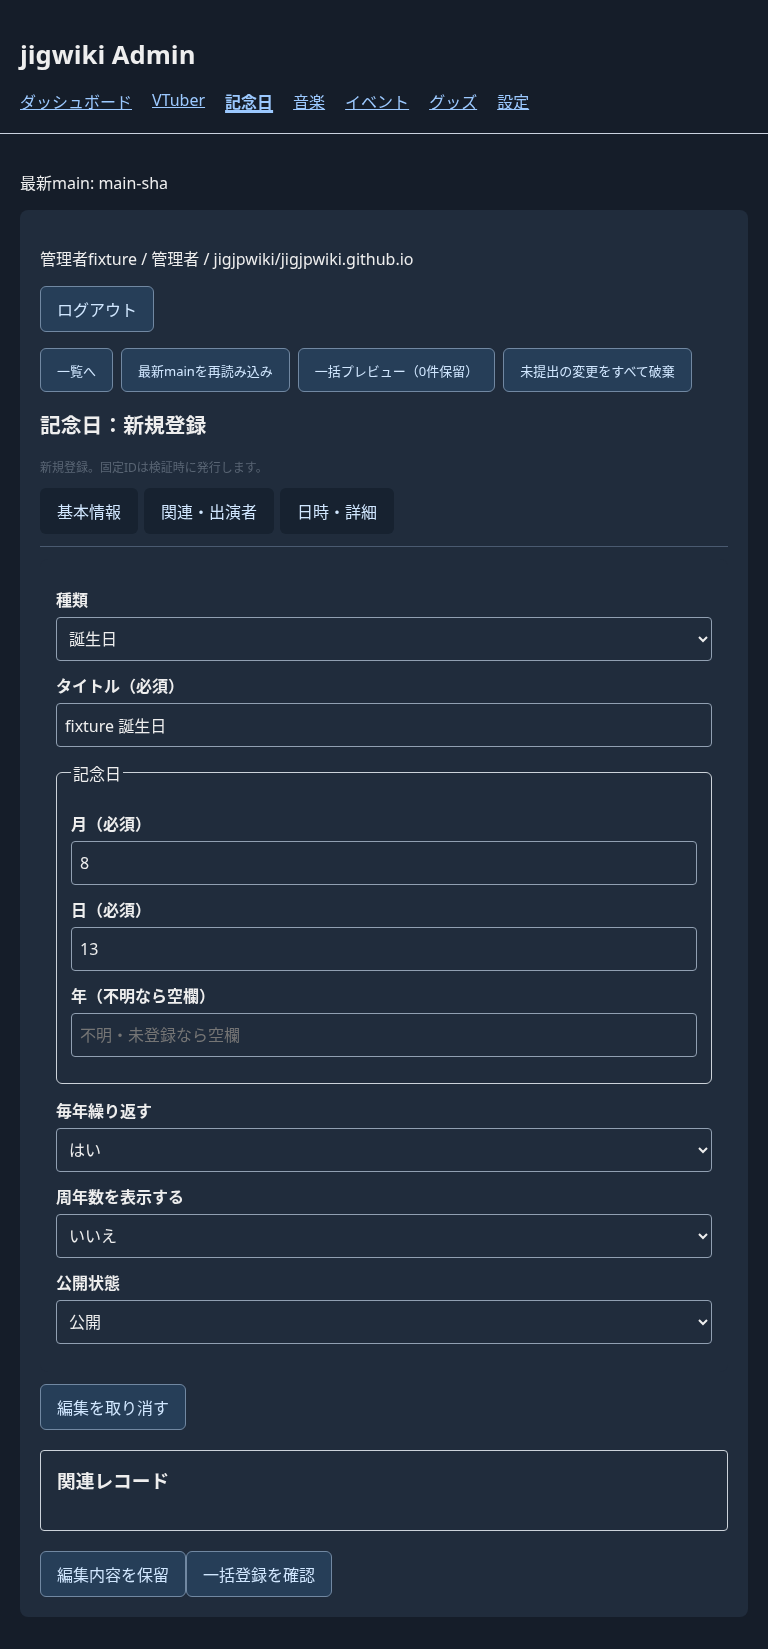 jigwiki Admin
ダッシュボード VTuber 記念日 音楽 イベント グッズ 設定
最新main: main-sha
管理者fixture / 管理者 / jigjpwiki/jigjpwiki.github.io
ログアウト
一覧へ 最新mainを再読み込み 一括プレビュー（0件保留） 未提出の変更をすべて破棄
記念日：新規登録
新規登録。固定IDは検証時に発行します。
基本情報 関連・出演者 日時・詳細
種類
誕生日
タイトル（必須）
fixture 誕生日
記念日
月（必須）
8
日（必須）
13
年（不明なら空欄）
不明・未登録なら空欄
毎年繰り返す
はい
周年数を表示する
いいえ
公開状態
公開
編集を取り消す
関連レコード
編集内容を保留 一括登録を確認